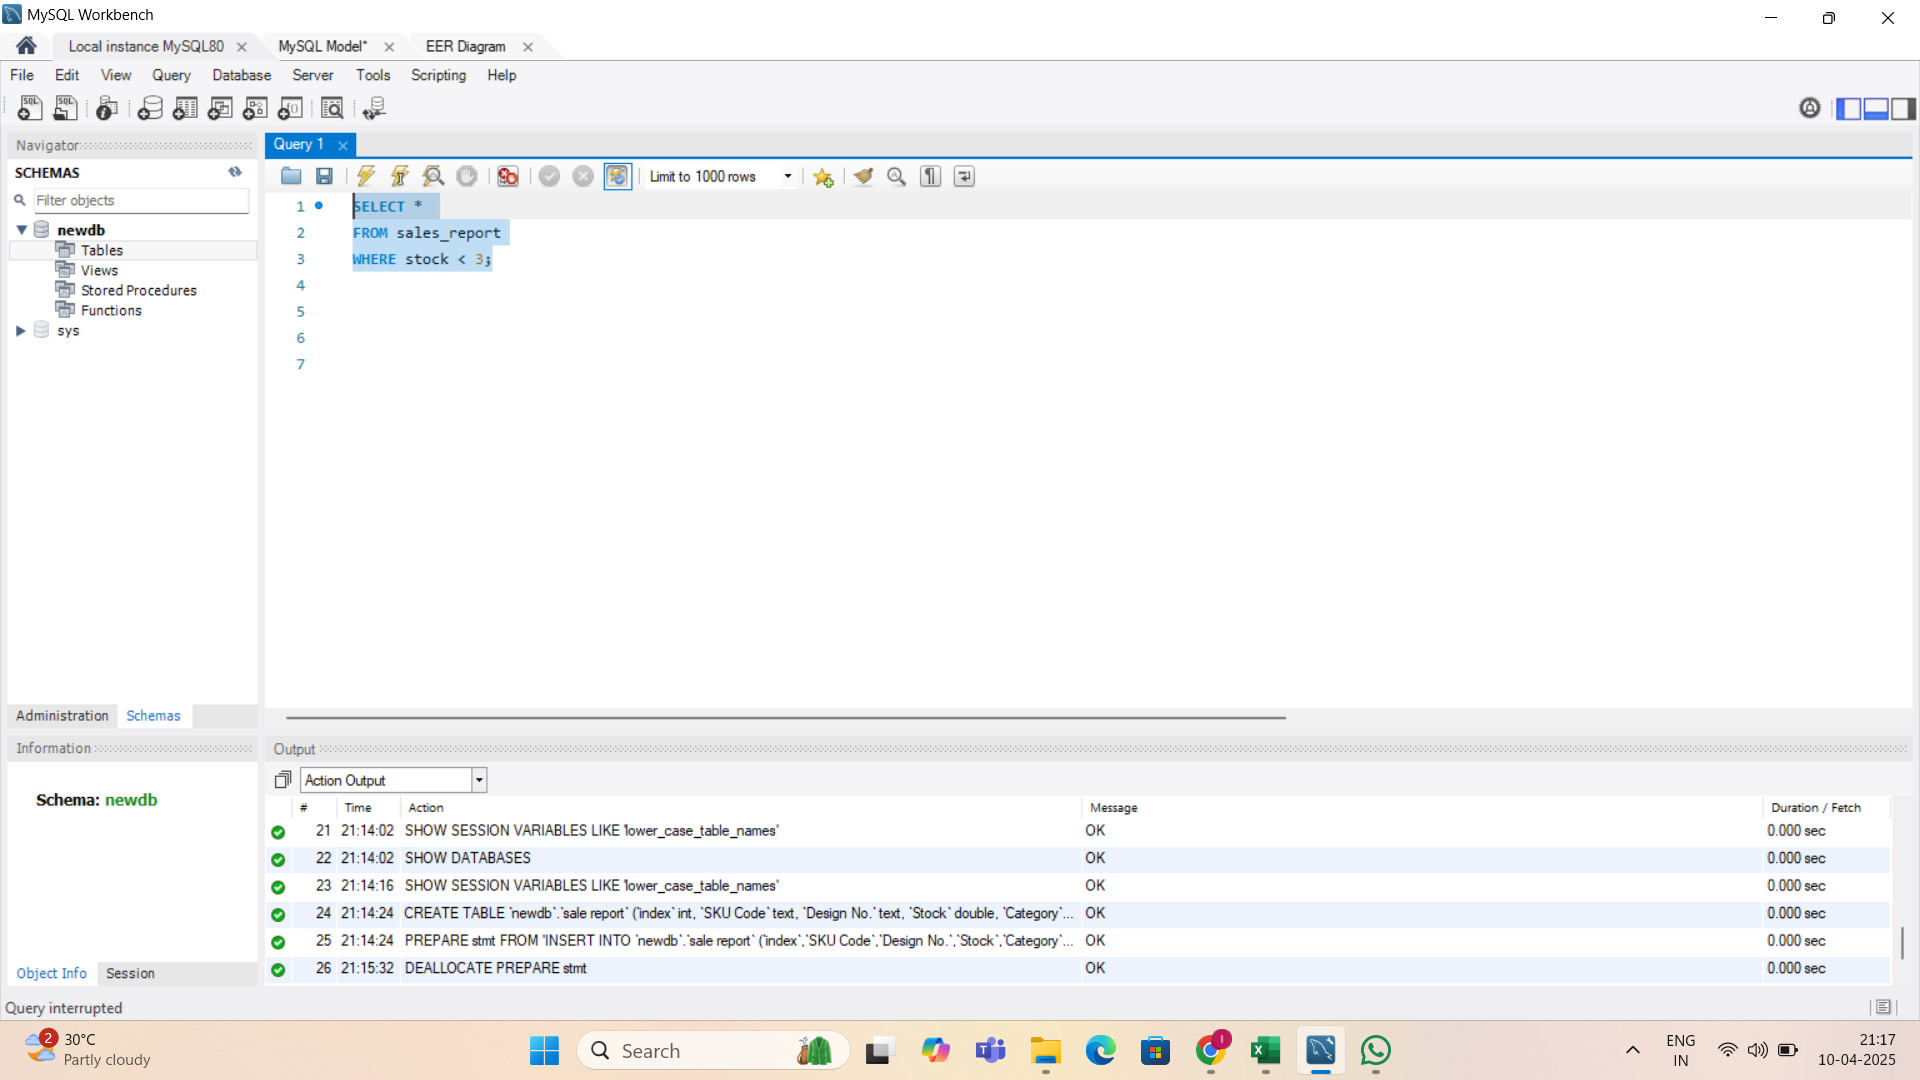 MySQL Workbench
Local instance MySQL80
MySQL Model*
EER Diagram
File Edit View Query Database Server Tools Scripting Help
Navigator
Query 1
SCHEMAS
Limit to 1000 rows
Filter objects
newdb
Tables
Views
Stored Procedures
Functions
sys
1 SELECT *
2 FROM sales_report
3 WHERE stock < 3;
4
5
6
7
Administration Schemas
Information
Schema: newdb
Object Info Session
Output
Action Output
# Time Action Message Duration / Fetch
21 21:14:02 SHOW SESSION VARIABLES LIKE 'lower_case_table_names' OK 0.000 sec
22 21:14:02 SHOW DATABASES OK 0.000 sec
23 21:14:16 SHOW SESSION VARIABLES LIKE 'lower_case_table_names' OK 0.000 sec
24 21:14:24 CREATE TABLE `newdb`.`sale report` (`index` int, `SKU Code` text, `Design No.` text, `Stock` double, `Category`... OK 0.000 sec
25 21:14:24 PREPARE stmt FROM 'INSERT INTO `newdb`.`sale report` (`index`,`SKU Code`,`Design No.`,`Stock`,`Category`... OK 0.000 sec
26 21:15:32 DEALLOCATE PREPARE stmt OK 0.000 sec
Query interrupted
2
30°C
Partly cloudy
Search
ENG
IN
21:17
10-04-2025